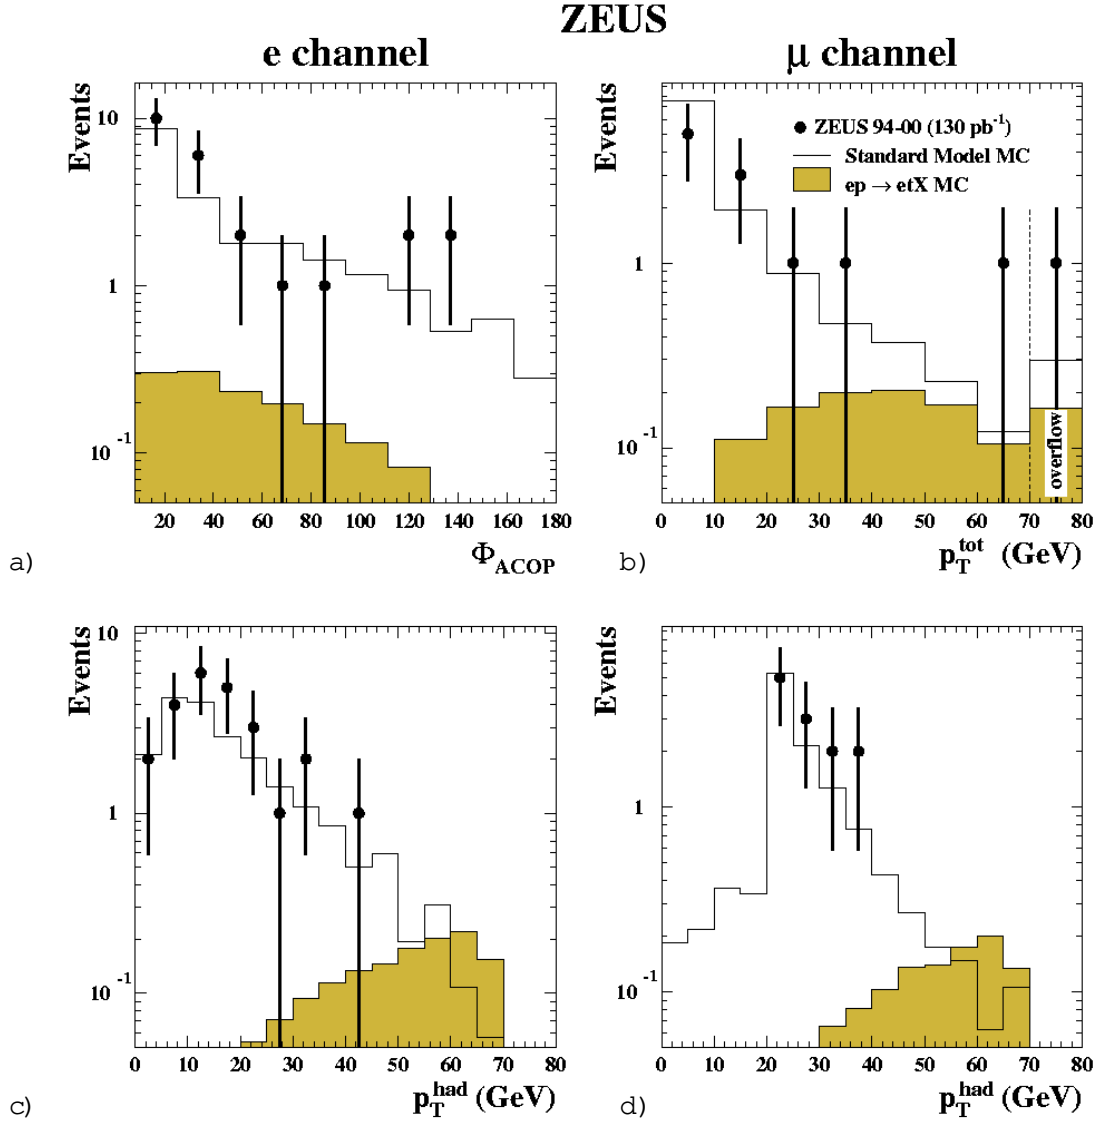 ZEUS
e channel
μ channel
Events
10
1
10⁻¹
20 40 60 80 100 120 140 160 180
Φ_ACOP
a)
Events
1
10⁻¹
ZEUS 94-00 (130 pb⁻¹)
Standard Model MC
ep → etX MC
overflow
0 10 20 30 40 50 60 70 80
p_T^tot (GeV)
b)
Events
10
1
10⁻¹
0 10 20 30 40 50 60 70 80
p_T^had (GeV)
c)
Events
1
10⁻¹
0 10 20 30 40 50 60 70 80
p_T^had (GeV)
d)